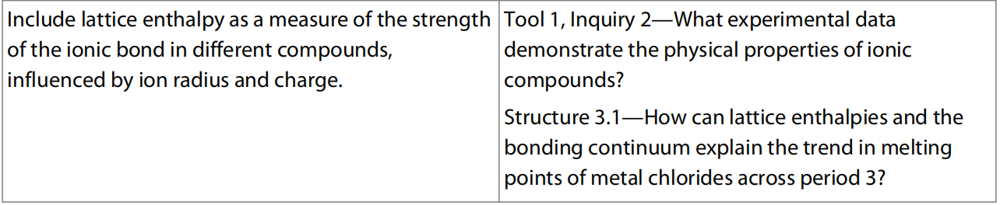 Include lattice enthalpy as a measure of the strength
of the ionic bond in different compounds,
influenced by ion radius and charge.
Tool 1, Inquiry 2—What experimental data
demonstrate the physical properties of ionic
compounds?
Structure 3.1—How can lattice enthalpies and the
bonding continuum explain the trend in melting
points of metal chlorides across period 3?